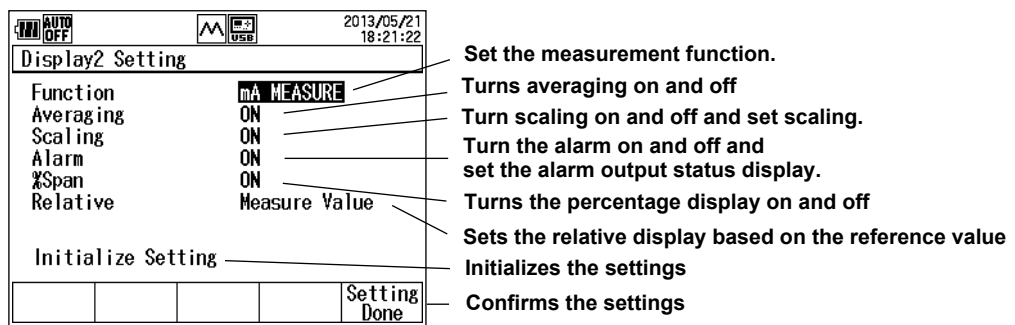 AUTO OFF USB 2013/05/21
18:21:22
Display2 Setting
Function mA MEASURE
Averaging ON
Scaling ON
Alarm ON
%Span ON
Relative Measure Value
Initialize Setting
Setting
Done
Set the measurement function.
Turns averaging on and off
Turn scaling on and off and set scaling.
Turn the alarm on and off and
set the alarm output status display.
Turns the percentage display on and off
Sets the relative display based on the reference value
Initializes the settings
Confirms the settings